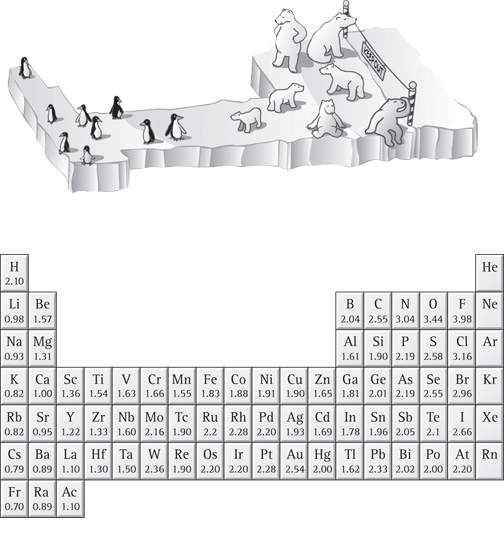 KEEP OUT
H He
2.10
Li Be B C N O F Ne
0.98 1.57 2.04 2.55 3.04 3.44 3.98
Na Mg Al Si P S Cl Ar
0.93 1.31 1.61 1.90 2.19 2.58 3.16
K Ca Sc Ti V Cr Mn Fe Co Ni Cu Zn Ga Ge As Se Br Kr
0.82 1.00 1.36 1.54 1.63 1.66 1.55 1.83 1.88 1.91 1.90 1.65 1.81 2.01 2.19 2.55 2.96
Rb Sr Y Zr Nb Mo Tc Ru Rh Pd Ag Cd In Sn Sb Te I Xe
0.82 0.95 1.22 1.33 1.60 2.16 1.90 2.2 2.28 2.20 1.93 1.69 1.78 1.96 2.05 2.1 2.66
Cs Ba La Hf Ta W Re Os Ir Pt Au Hg Tl Pb Bi Po At Rn
0.79 0.89 1.10 1.30 1.50 2.36 1.90 2.20 2.20 2.28 2.54 2.00 1.62 2.33 2.02 2.00 2.20
Fr Ra Ac
0.70 0.89 1.10